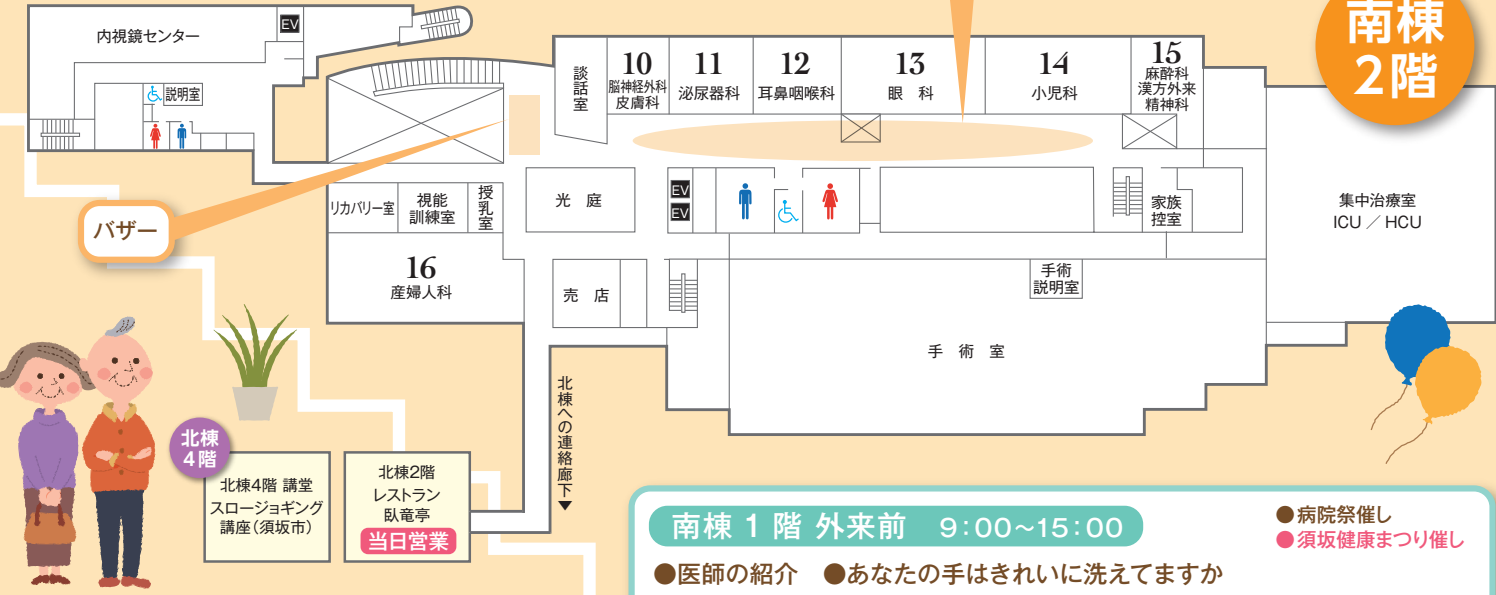 南棟
2階
内視鏡センター
EV
説明室
談話室
10
脳神経外科
皮膚科
11
泌尿器科
12
耳鼻咽喉科
13
眼 科
14
小児科
15
麻酔科
漢方外来
精神科
バザー
リカバリー室
視能
訓練室
授乳室
光 庭
EV
EV
家族
控室
集中治療室
ICU ／ HCU
16
産婦人科
売 店
手術
説明室
手 術 室
北棟への連絡廊下▼
北棟
4階
北棟4階 講堂
スロージョギング
講座(須坂市)
北棟2階
レストラン
臥竜亭
当日営業
南棟 1 階 外来前 9:00〜15:00
●病院祭催し
●須坂健康まつり催し
●医師の紹介 ●あなたの手はきれいに洗えてますか